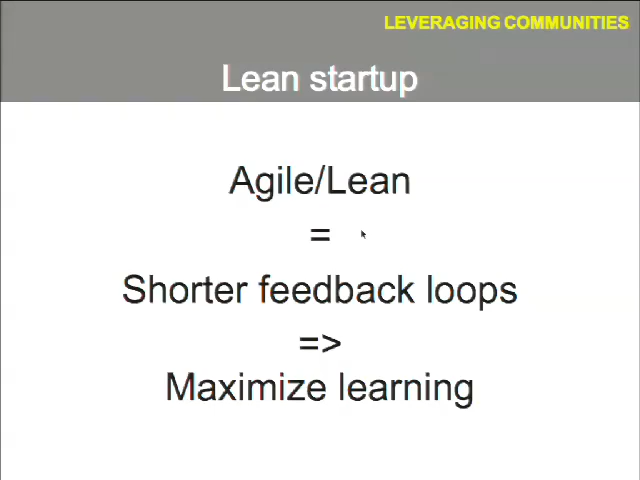 LEVERAGING COMMUNITIES
Lean startup
Agile/Lean
=
Shorter feedback loops
=>
Maximize learning